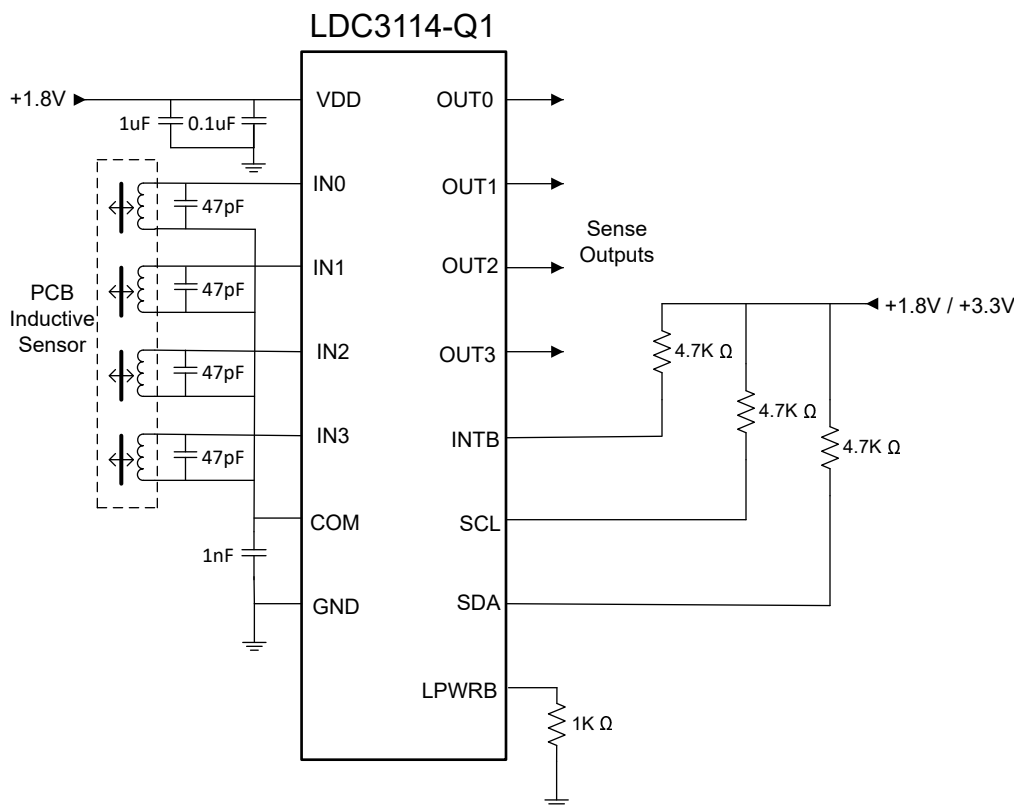 LDC3114-Q1
+1.8V
VDD
OUT0
1uF
0.1uF
IN0
OUT1
47pF
Sense
Outputs
IN1
OUT2
47pF
PCB
Inductive
Sensor
+1.8V / +3.3V
IN2
OUT3
47pF
4.7K Ω
4.7K Ω
4.7K Ω
IN3
INTB
47pF
COM
SCL
1nF
GND
SDA
LPWRB
1K Ω